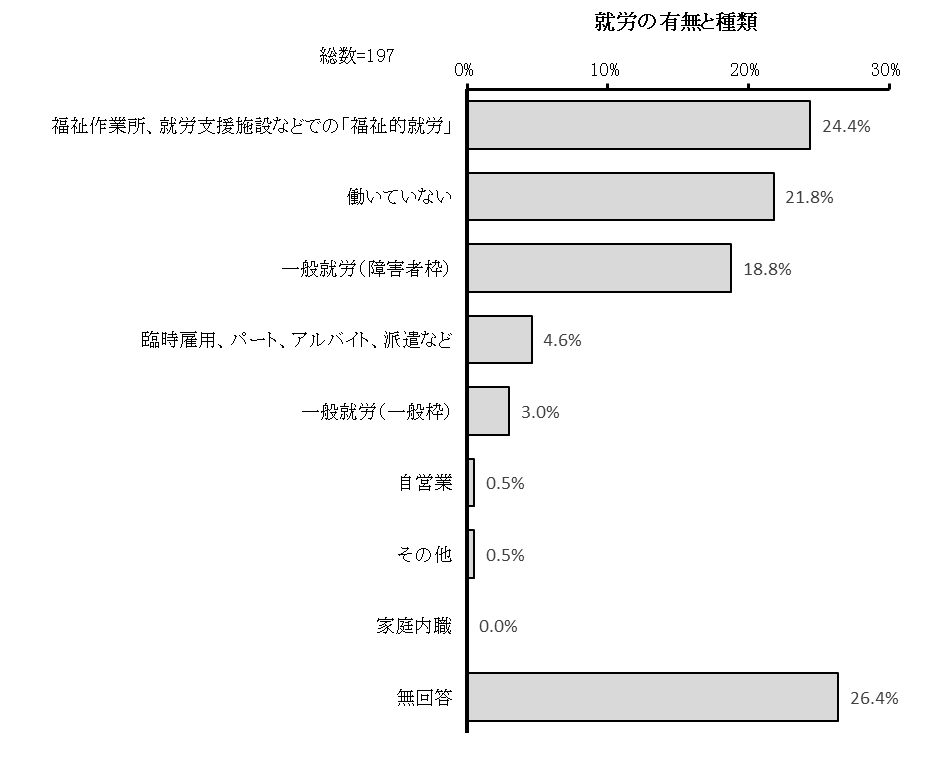 就労の有無と種類
総数=197
0% 10% 20% 30%
福祉作業所、就労支援施設などでの「福祉的就労」 24.4%
働いていない 21.8%
一般就労（障害者枠） 18.8%
臨時雇用、パート、アルバイト、派遣など 4.6%
一般就労（一般枠） 3.0%
自営業 0.5%
その他 0.5%
家庭内職 0.0%
無回答 26.4%